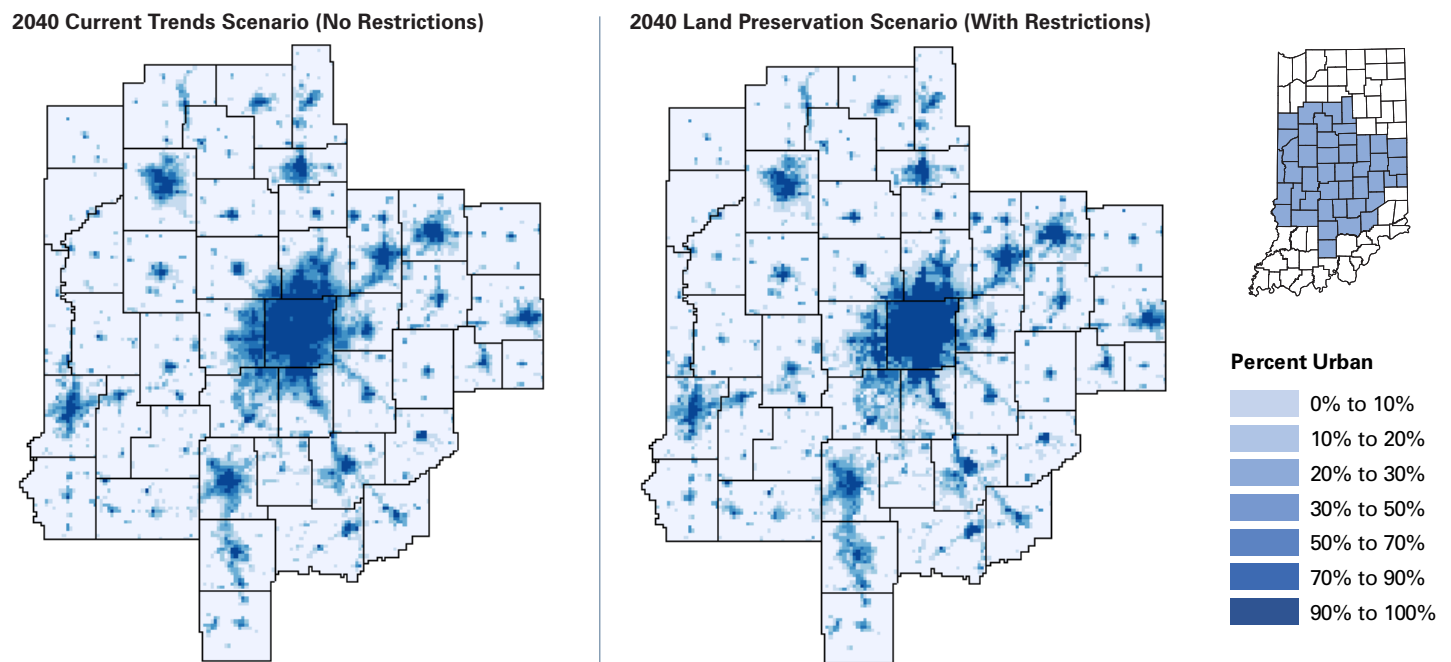 2040 Current Trends Scenario (No Restrictions)
2040 Land Preservation Scenario (With Restrictions)
Percent Urban
0% to 10%
10% to 20%
20% to 30%
30% to 50%
50% to 70%
70% to 90%
90% to 100%